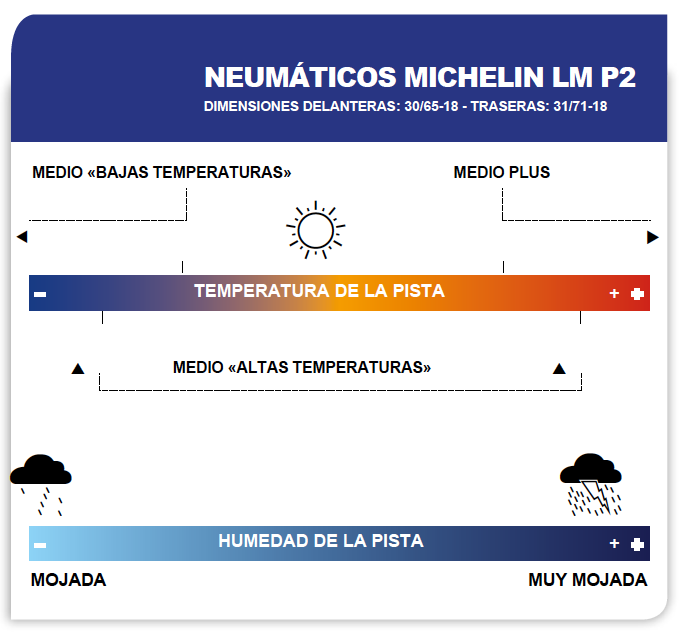 NEUMÁTICOS MICHELIN LM P2
DIMENSIONES DELANTERAS: 30/65-18 - TRASERAS: 31/71-18
MEDIO «BAJAS TEMPERATURAS»
MEDIO PLUS
TEMPERATURA DE LA PISTA
MEDIO «ALTAS TEMPERATURAS»
HUMEDAD DE LA PISTA
MOJADA
MUY MOJADA